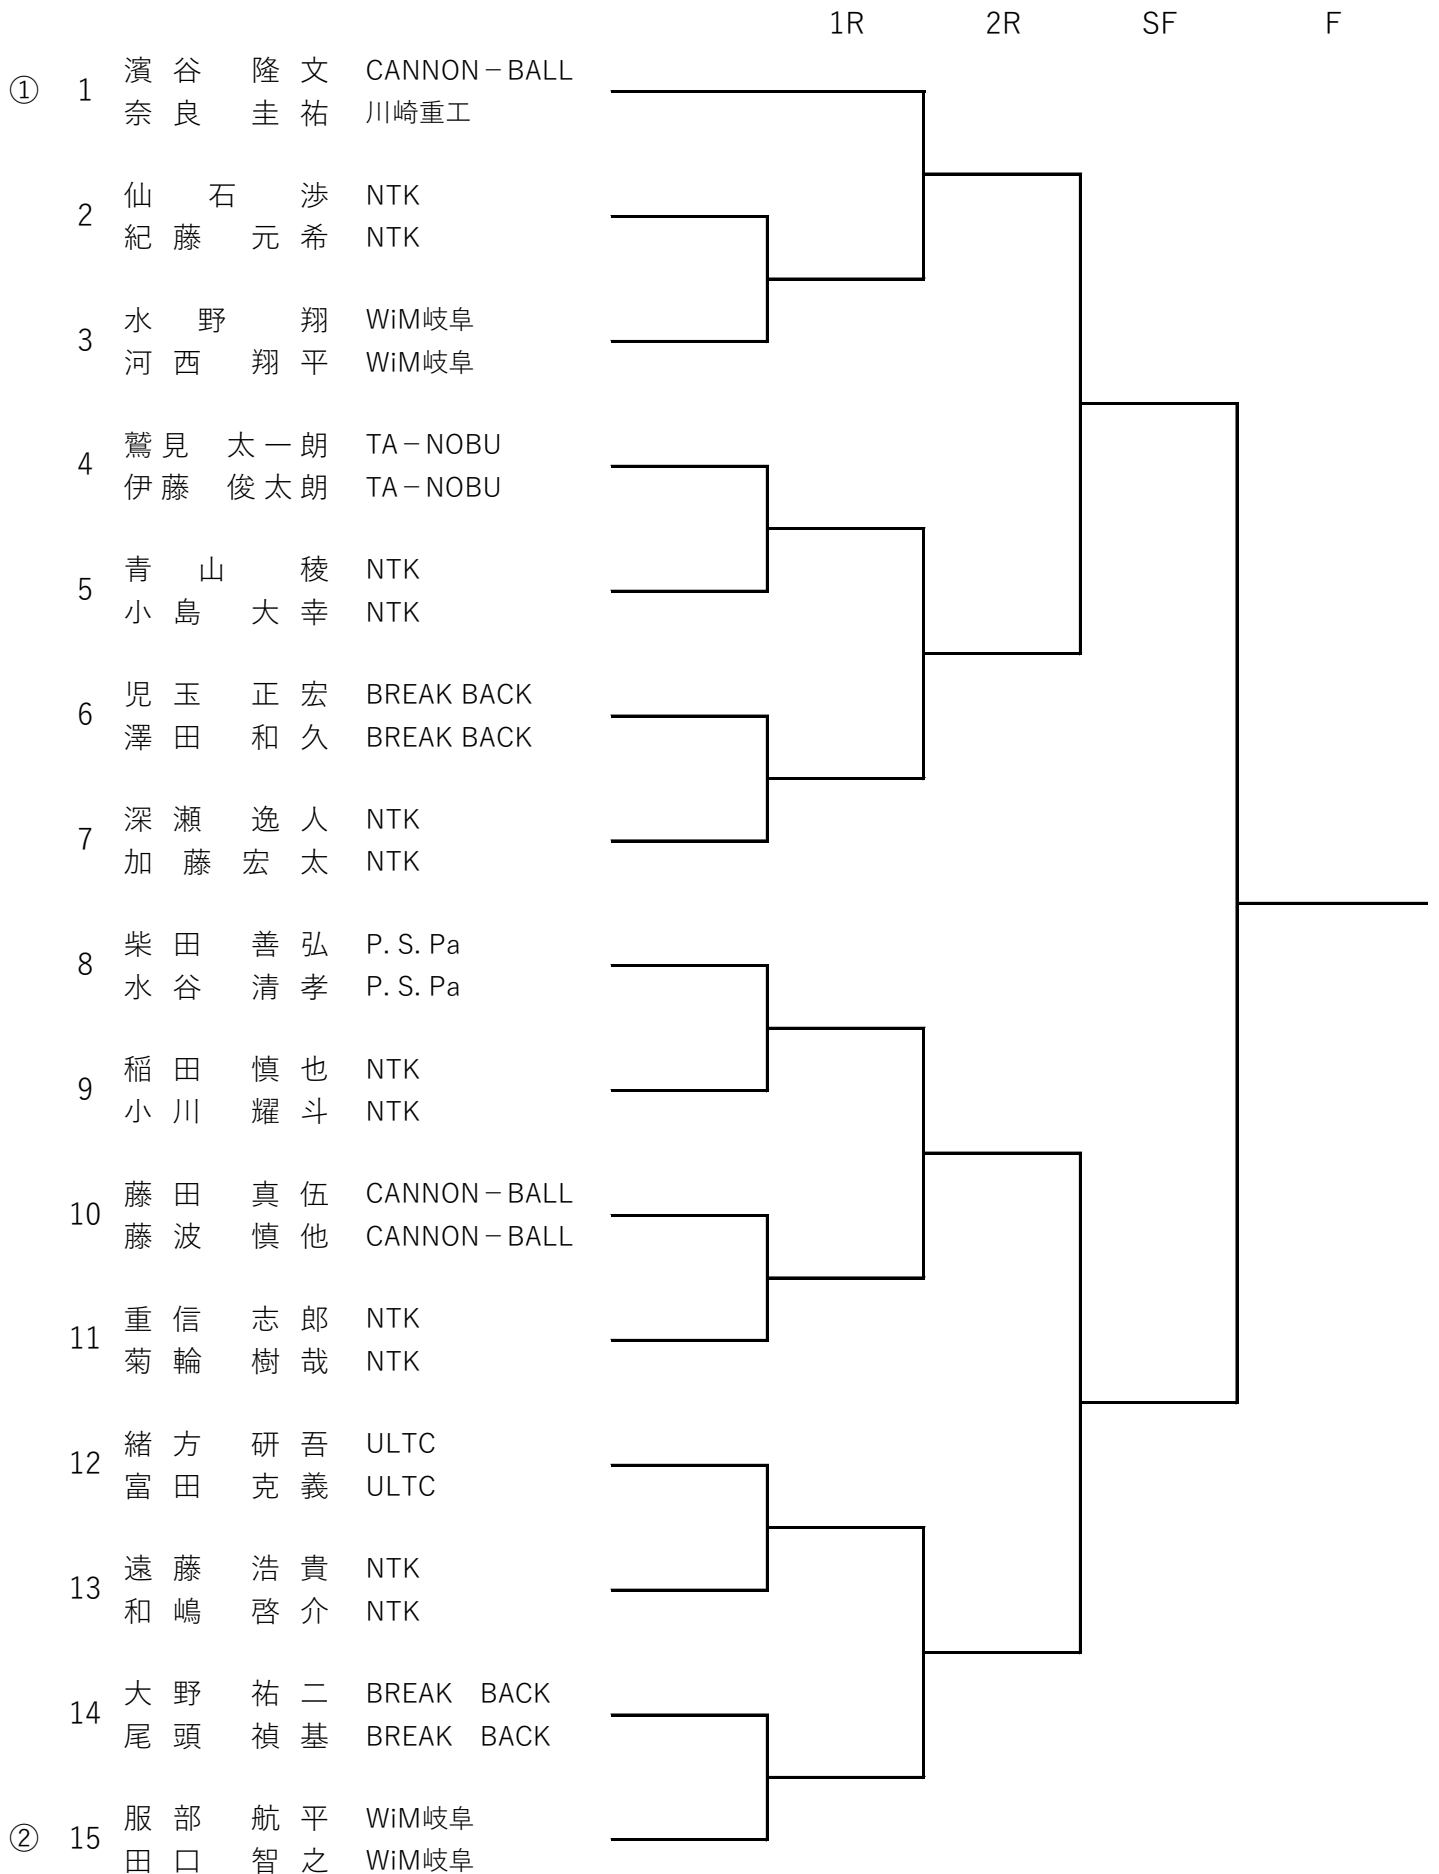 1R 2R SF F
① 1 濱谷 隆文 CANNON－BALL
奈良 圭祐 川崎重工
2 仙石 渉 NTK
紀藤 元希 NTK
3 水野 翔 WiM岐阜
河西 翔平 WiM岐阜
4 鷲見 太一朗 TA－NOBU
伊藤 俊太朗 TA－NOBU
5 青山 稜 NTK
小島 大幸 NTK
6 児玉 正宏 BREAK BACK
澤田 和久 BREAK BACK
7 深瀬 逸人 NTK
加藤 宏太 NTK
8 柴田 善弘 P. S. Pa
水谷 清孝 P. S. Pa
9 稲田 慎也 NTK
小川 耀斗 NTK
10 藤田 真伍 CANNON－BALL
藤波 慎他 CANNON－BALL
11 重信 志郎 NTK
菊輪 樹哉 NTK
12 緒方 研吾 ULTC
富田 克義 ULTC
13 遠藤 浩貴 NTK
和嶋 啓介 NTK
14 大野 祐二 BREAK BACK
尾頭 禎基 BREAK BACK
② 15 服部 航平 WiM岐阜
田口 智之 WiM岐阜